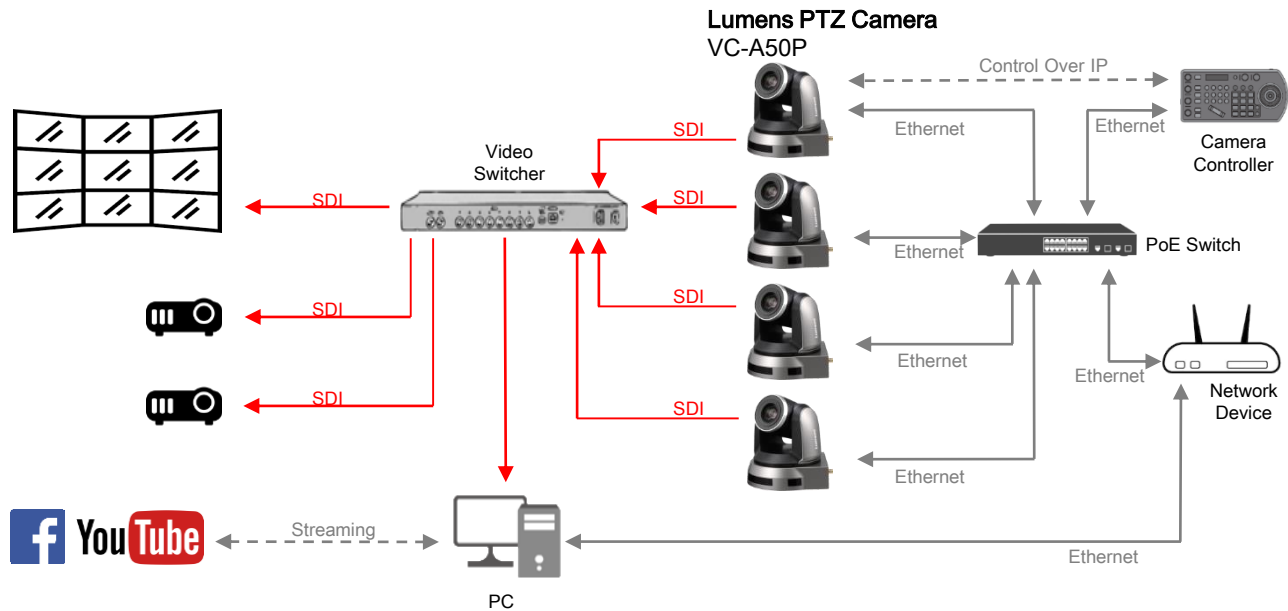 Lumens PTZ Camera
VC-A50P
Control Over IP
Ethernet
Ethernet
Camera
Controller
SDI
Video
Switcher
SDI
SDI
Ethernet
PoE Switch
SDI
SDI
Ethernet
Ethernet
Network
Device
SDI
SDI
Ethernet
f YouTube
Streaming
Ethernet
PC